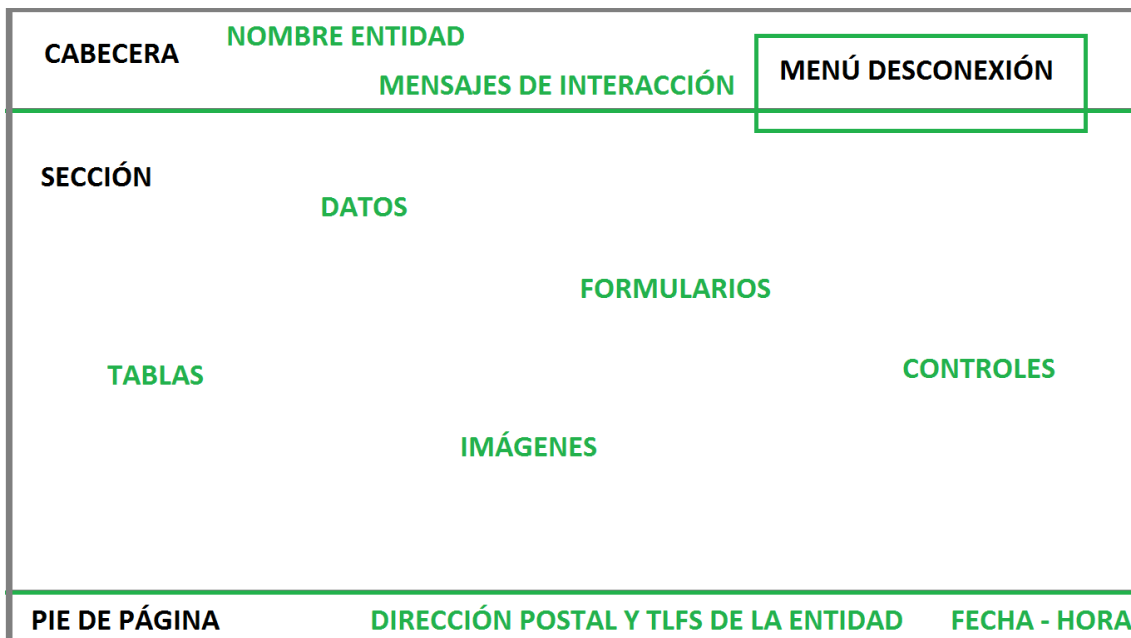 NOMBRE ENTIDAD
CABECERA
MENSAJES DE INTERACCIÓN
MENÚ DESCONEXIÓN
SECCIÓN
DATOS
FORMULARIOS
TABLAS
CONTROLES
IMÁGENES
PIE DE PÁGINA
DIRECCIÓN POSTAL Y TLFS DE LA ENTIDAD
FECHA - HORA